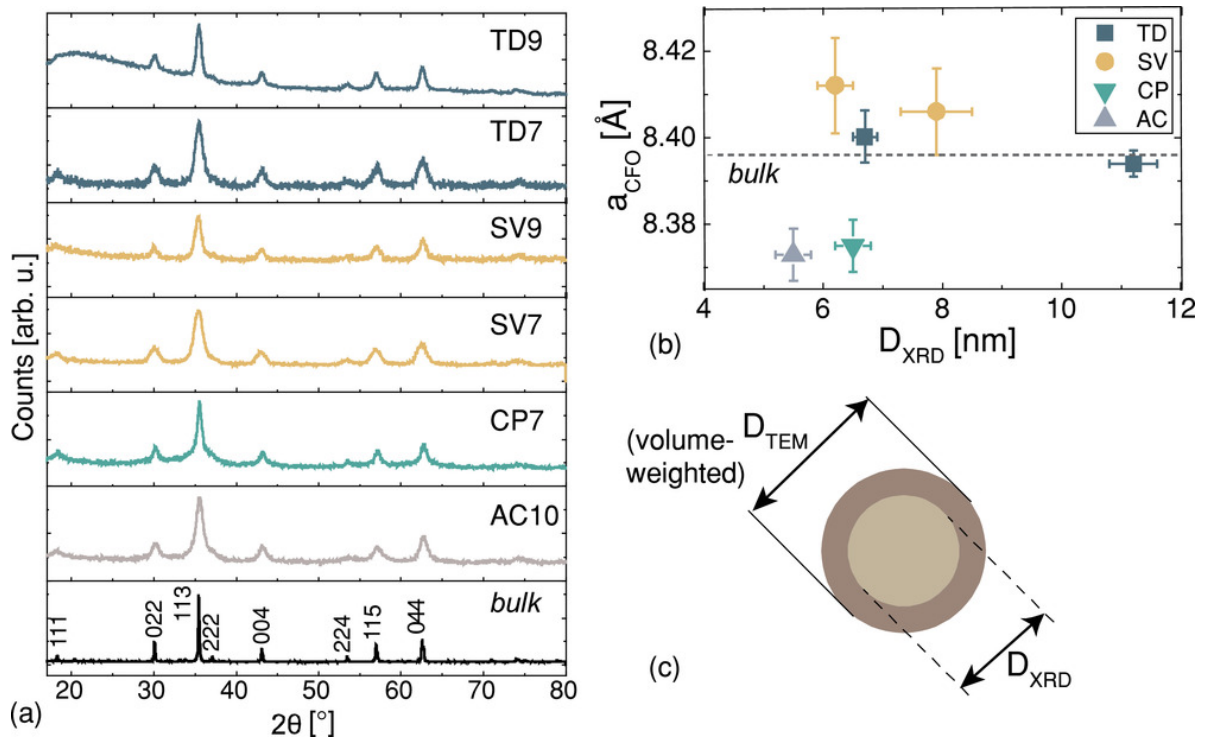 TD9
TD7
SV9
SV7
CP7
AC10
bulk
111
022
113
222
004
224
115
044
Counts [arb. u.]
20 30 40 50 60 70 80
2θ [°]
(a)
8.42
8.40
8.38
a_CFO [Å]
TD
SV
CP
AC
bulk
4 6 8 10 12
D_XRD [nm]
(b)
D_TEM
(volume-
weighted)
D_XRD
(c)